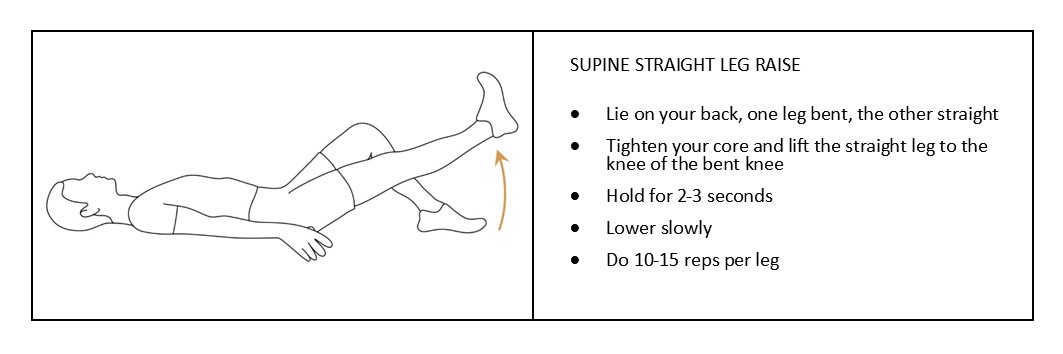 SUPINE STRAIGHT LEG RAISE
● Lie on your back, one leg bent, the other straight
● Tighten your core and lift the straight leg to the
knee of the bent knee
● Hold for 2-3 seconds
● Lower slowly
● Do 10-15 reps per leg